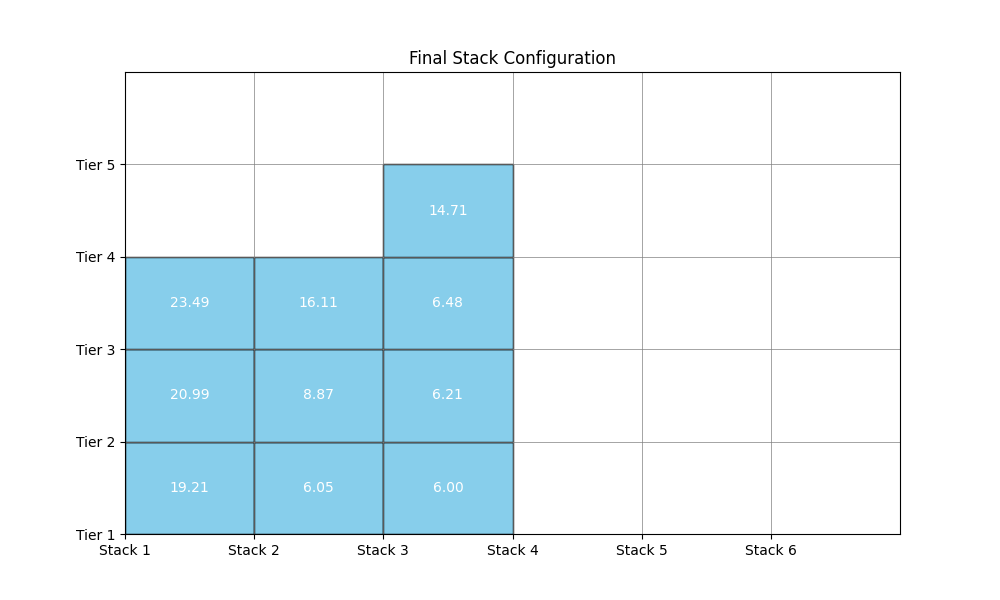 Final Stack Configuration
Tier 5
14.71
Tier 4
23.49 16.11 6.48
Tier 3
20.99 8.87 6.21
Tier 2
19.21 6.05 6.00
Tier 1
Stack 1 Stack 2 Stack 3 Stack 4 Stack 5 Stack 6